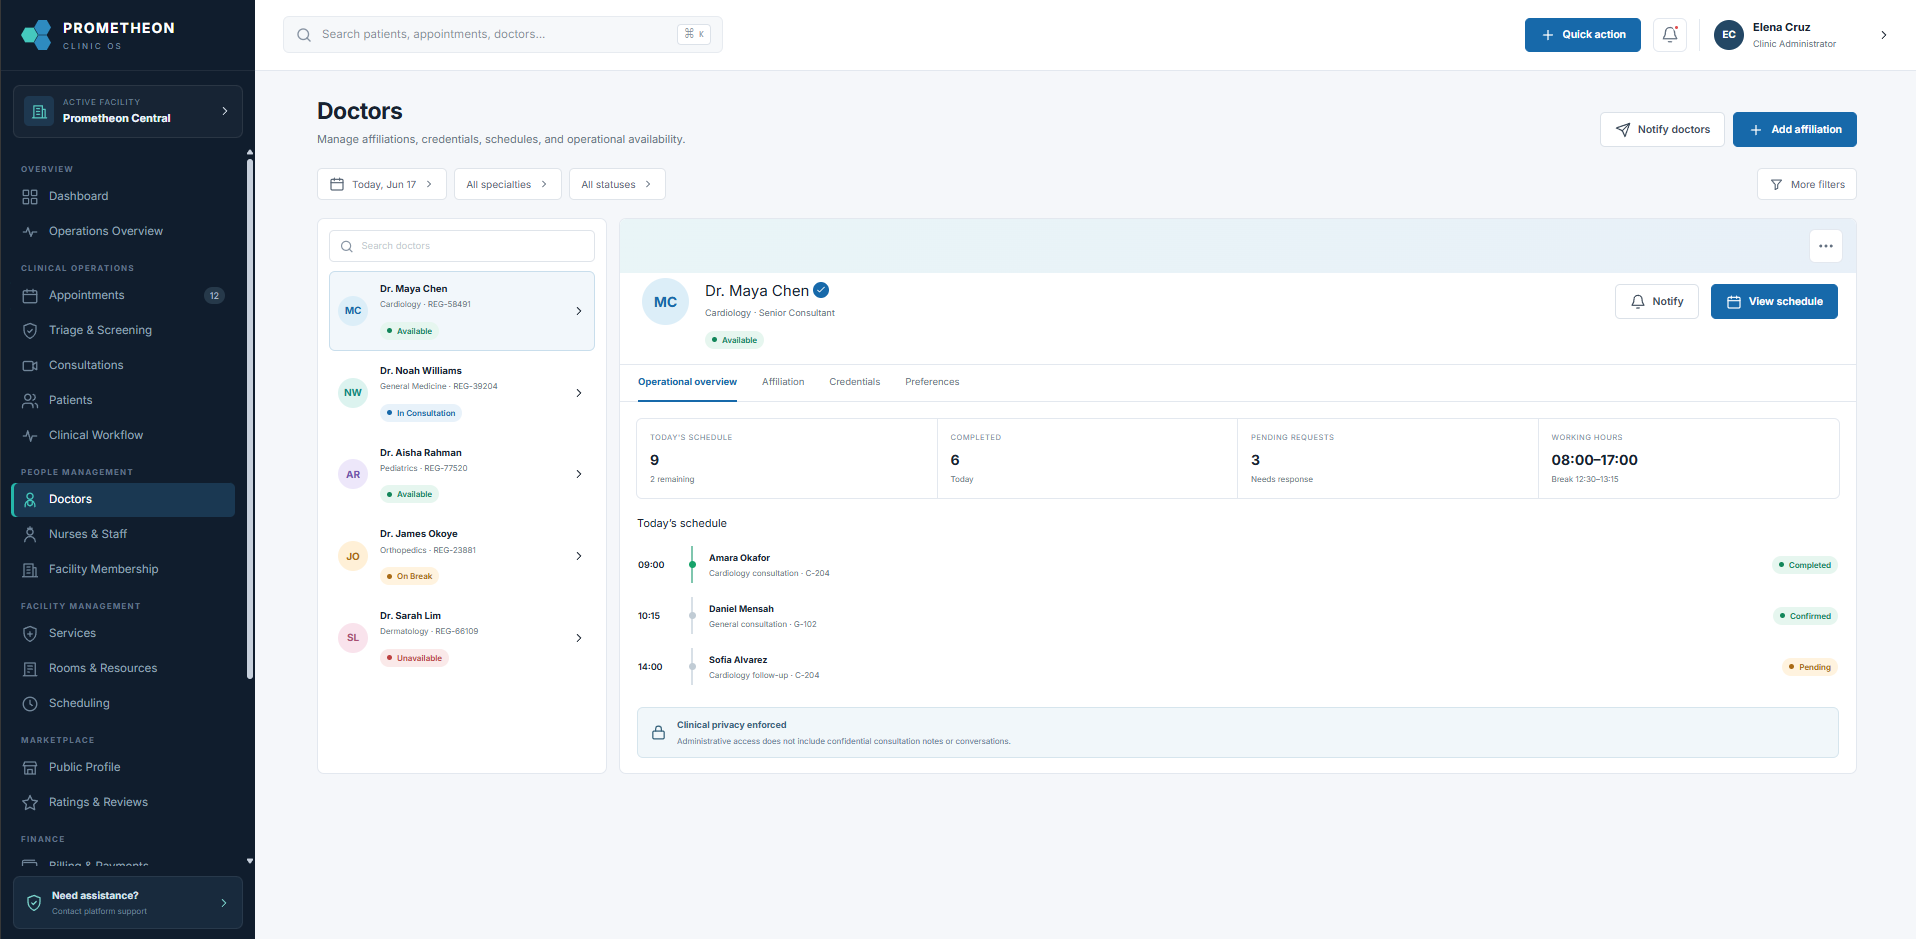 PROMETHEON
CLINIC OS
ACTIVE FACILITY
Prometheon Central
OVERVIEW
Dashboard
Operations Overview
CLINICAL OPERATIONS
Appointments 12
Triage & Screening
Consultations
Patients
Clinical Workflow
PEOPLE MANAGEMENT
Doctors
Nurses & Staff
Facility Membership
FACILITY MANAGEMENT
Services
Rooms & Resources
Scheduling
MARKETPLACE
Public Profile
Ratings & Reviews
FINANCE
Billing & Payments
Need assistance?
Contact platform support
Search patients, appointments, doctors...
⌘ K
Quick action
EC
Elena Cruz
Clinic Administrator
Doctors
Manage affiliations, credentials, schedules, and operational availability.
Notify doctors
Add affiliation
Today, Jun 17
All specialties
All statuses
More filters
Search doctors
MC
Dr. Maya Chen
Cardiology · REG-58491
Available
NW
Dr. Noah Williams
General Medicine · REG-39204
In Consultation
AR
Dr. Aisha Rahman
Pediatrics · REG-77520
Available
JO
Dr. James Okoye
Orthopedics · REG-23881
On Break
SL
Dr. Sarah Lim
Dermatology · REG-66109
Unavailable
MC
Dr. Maya Chen
Cardiology · Senior Consultant
Available
Notify
View schedule
Operational overview
Affiliation
Credentials
Preferences
TODAY'S SCHEDULE
9
2 remaining
COMPLETED
6
Today
PENDING REQUESTS
3
Needs response
WORKING HOURS
08:00–17:00
Break 12:30–13:15
Today's schedule
09:00
Amara Okafor
Cardiology consultation · C-204
Completed
10:15
Daniel Mensah
General consultation · G-102
Confirmed
14:00
Sofia Alvarez
Cardiology follow-up · C-204
Pending
Clinical privacy enforced
Administrative access does not include confidential consultation notes or conversations.